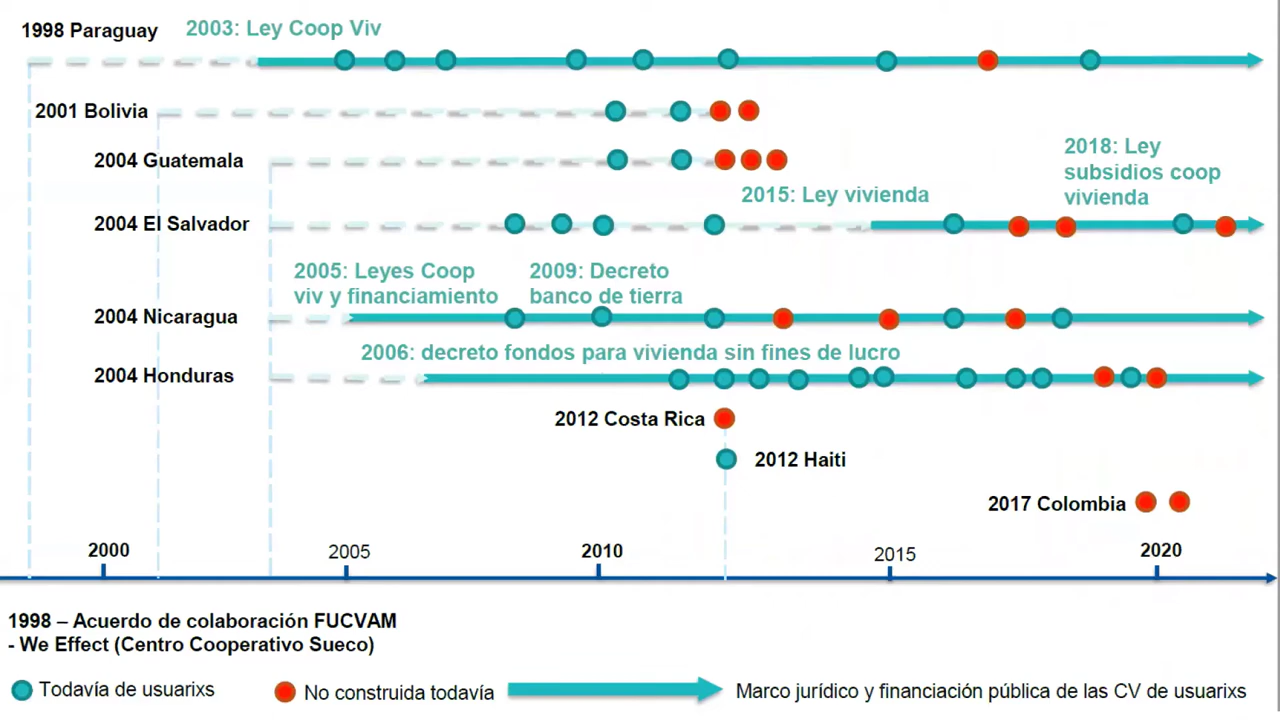 1998 Paraguay
2003: Ley Coop Viv
2001 Bolivia
2004 Guatemala
2018: Ley
subsidios coop
vivienda
2015: Ley vivienda
2004 El Salvador
2005: Leyes Coop
viv y financiamiento
2009: Decreto
banco de tierra
2004 Nicaragua
2006: decreto fondos para vivienda sin fines de lucro
2004 Honduras
2012 Costa Rica
2012 Haiti
2017 Colombia
2000
2005
2010
2015
2020
1998 – Acuerdo de colaboración FUCVAM
- We Effect (Centro Cooperativo Sueco)
Todavía de usuarixs
No construida todavía
Marco jurídico y financiación pública de las CV de usuarixs